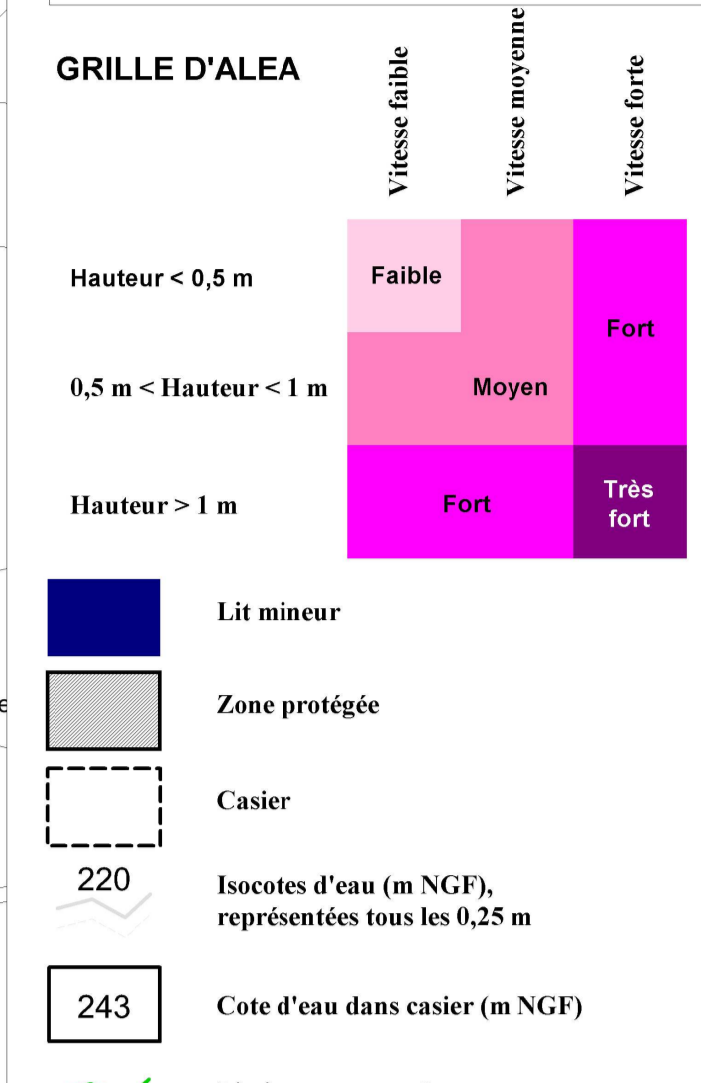 GRILLE D'ALEA
Vitesse faible
Vitesse moyenne
Vitesse forte
Hauteur < 0,5 m
Faible
Fort
0,5 m < Hauteur < 1 m
Moyen
Hauteur > 1 m
Fort
Très
fort
Lit mineur
Zone protégée
Casier
220
Isocotes d'eau (m NGF),
représentées tous les 0,25 m
243
Cote d'eau dans casier (m NGF)